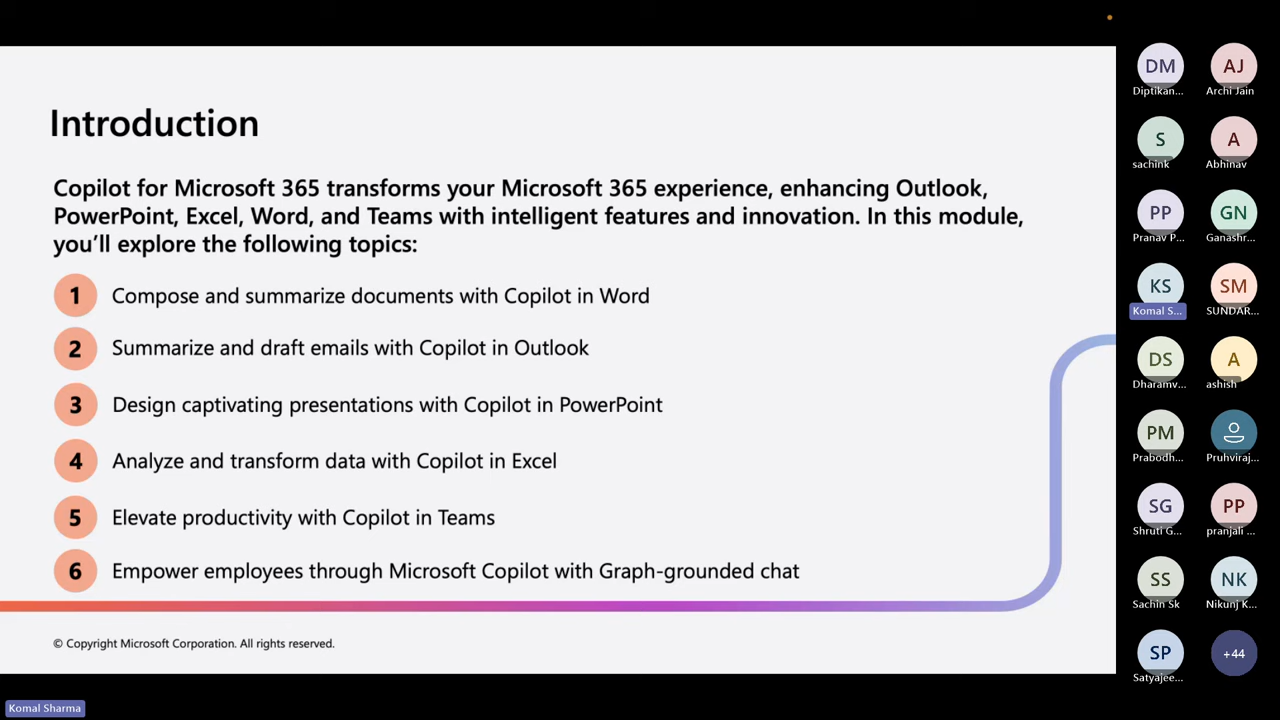 Introduction
Copilot for Microsoft 365 transforms your Microsoft 365 experience, enhancing Outlook,
PowerPoint, Excel, Word, and Teams with intelligent features and innovation. In this module,
you'll explore the following topics:
1 Compose and summarize documents with Copilot in Word
2 Summarize and draft emails with Copilot in Outlook
3 Design captivating presentations with Copilot in PowerPoint
4 Analyze and transform data with Copilot in Excel
5 Elevate productivity with Copilot in Teams
6 Empower employees through Microsoft Copilot with Graph-grounded chat
© Copyright Microsoft Corporation. All rights reserved.
Komal Sharma
DM AJ
Diptikan... Archi Jain
S A
sachink Abhinav
PP GN
Pranav P... Ganashr...
KS SM
Komal S... SUNDAR...
DS A
Dharamv... ashish
PM
Prabodh... Pruhviraj...
SG PP
Shruti G... pranjali ...
SS NK
Sachin Sk Nikunj K...
SP +44
Satyajee...